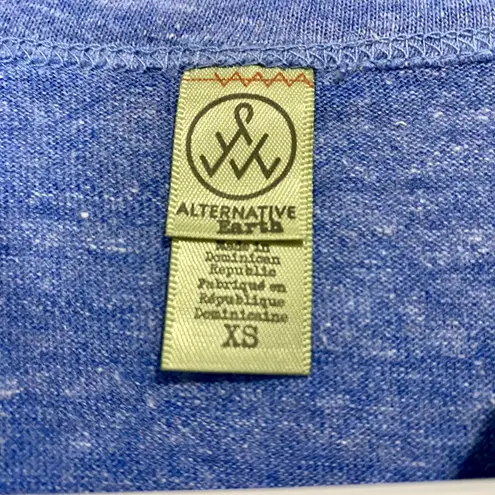 ALTERNATIVE
Earth
Made in
Dominican
Republic
Fabriqué en
République
Dominicaine
XS